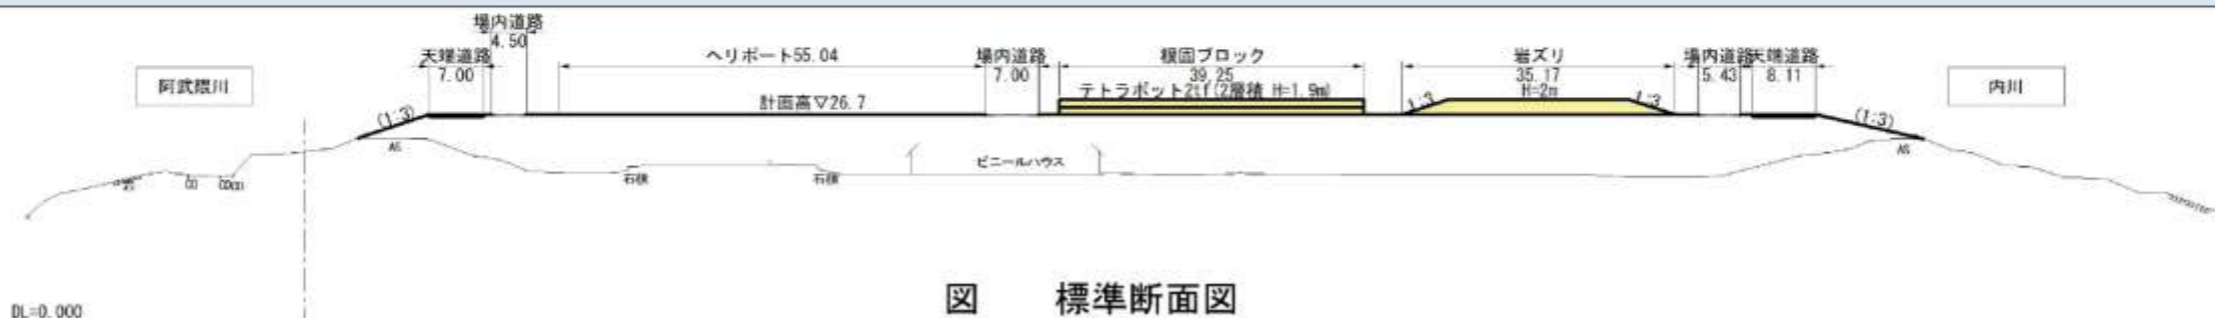 場内道路
4.50
天端道路
7.00
ヘリポート55.04
場内道路
7.00
根固ブロック
39.25
テトラポット2tf(2層積 H=1.9m)
岩ズリ
35.17
H=2m
場内道路
5.43
天端道路
8.11
阿武隈川
内川
計画高▽26.7
(1:3)
1:3
1:3
(1:3)
AS
AS
石積
石積
ビニールハウス
図 標準断面図
DL=0.000